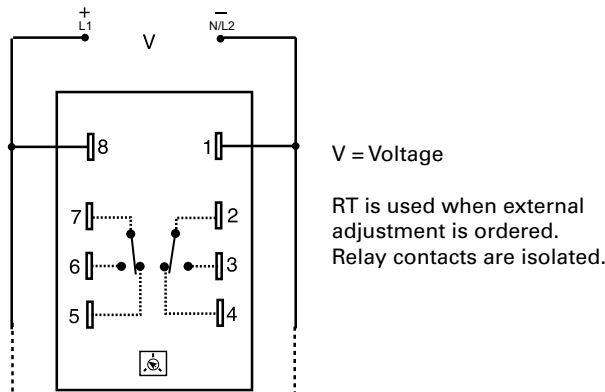 +
L1
V
–
N/L2
8
1
V = Voltage
7
2
RT is used when external
adjustment is ordered.
6
3
Relay contacts are isolated.
5
4